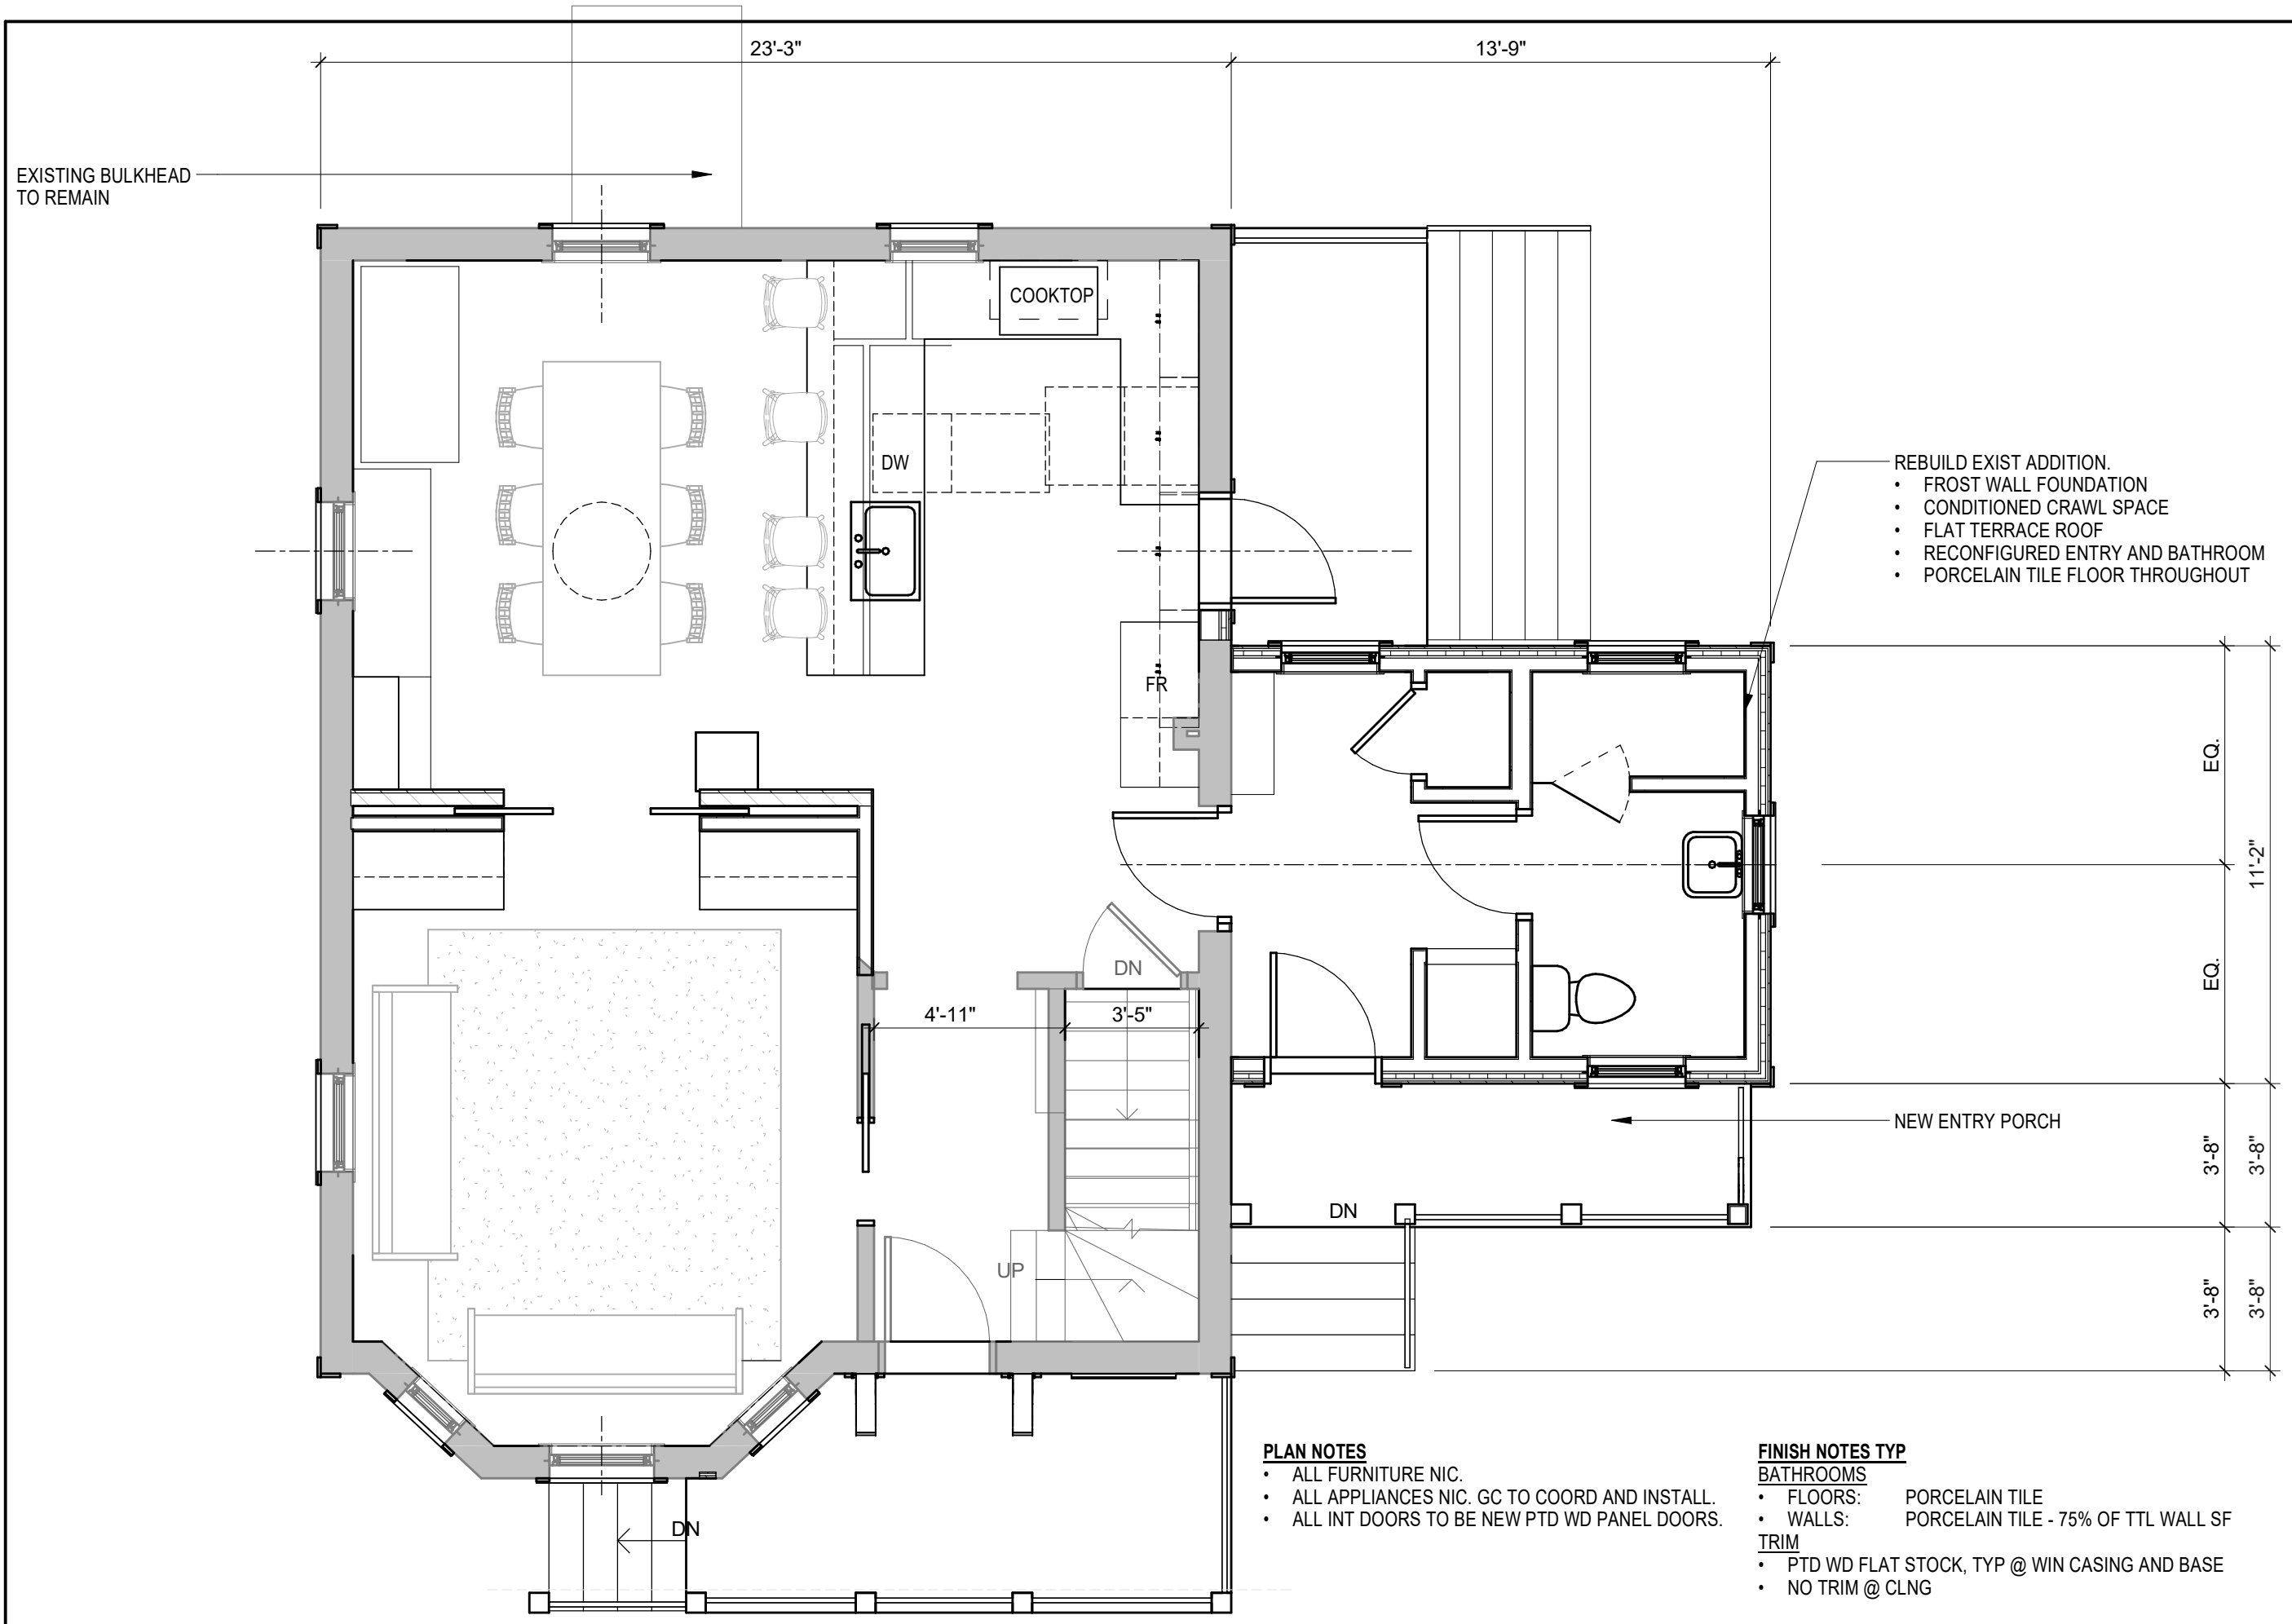 23'-3"
13'-9"
EXISTING BULKHEAD
TO REMAIN
COOKTOP
DW
FR
REBUILD EXIST ADDITION.
• FROST WALL FOUNDATION
• CONDITIONED CRAWL SPACE
• FLAT TERRACE ROOF
• RECONFIGURED ENTRY AND BATHROOM
• PORCELAIN TILE FLOOR THROUGHOUT
EQ.
11'-2"
EQ.
DN
4'-11"
3'-5"
NEW ENTRY PORCH
3'-8"
3'-8"
DN
UP
3'-8"
3'-8"
DN
PLAN NOTES
• ALL FURNITURE NIC.
• ALL APPLIANCES NIC. GC TO COORD AND INSTALL.
• ALL INT DOORS TO BE NEW PTD WD PANEL DOORS.
FINISH NOTES TYP
BATHROOMS
• FLOORS: PORCELAIN TILE
• WALLS: PORCELAIN TILE - 75% OF TTL WALL SF
TRIM
• PTD WD FLAT STOCK, TYP @ WIN CASING AND BASE
• NO TRIM @ CLNG